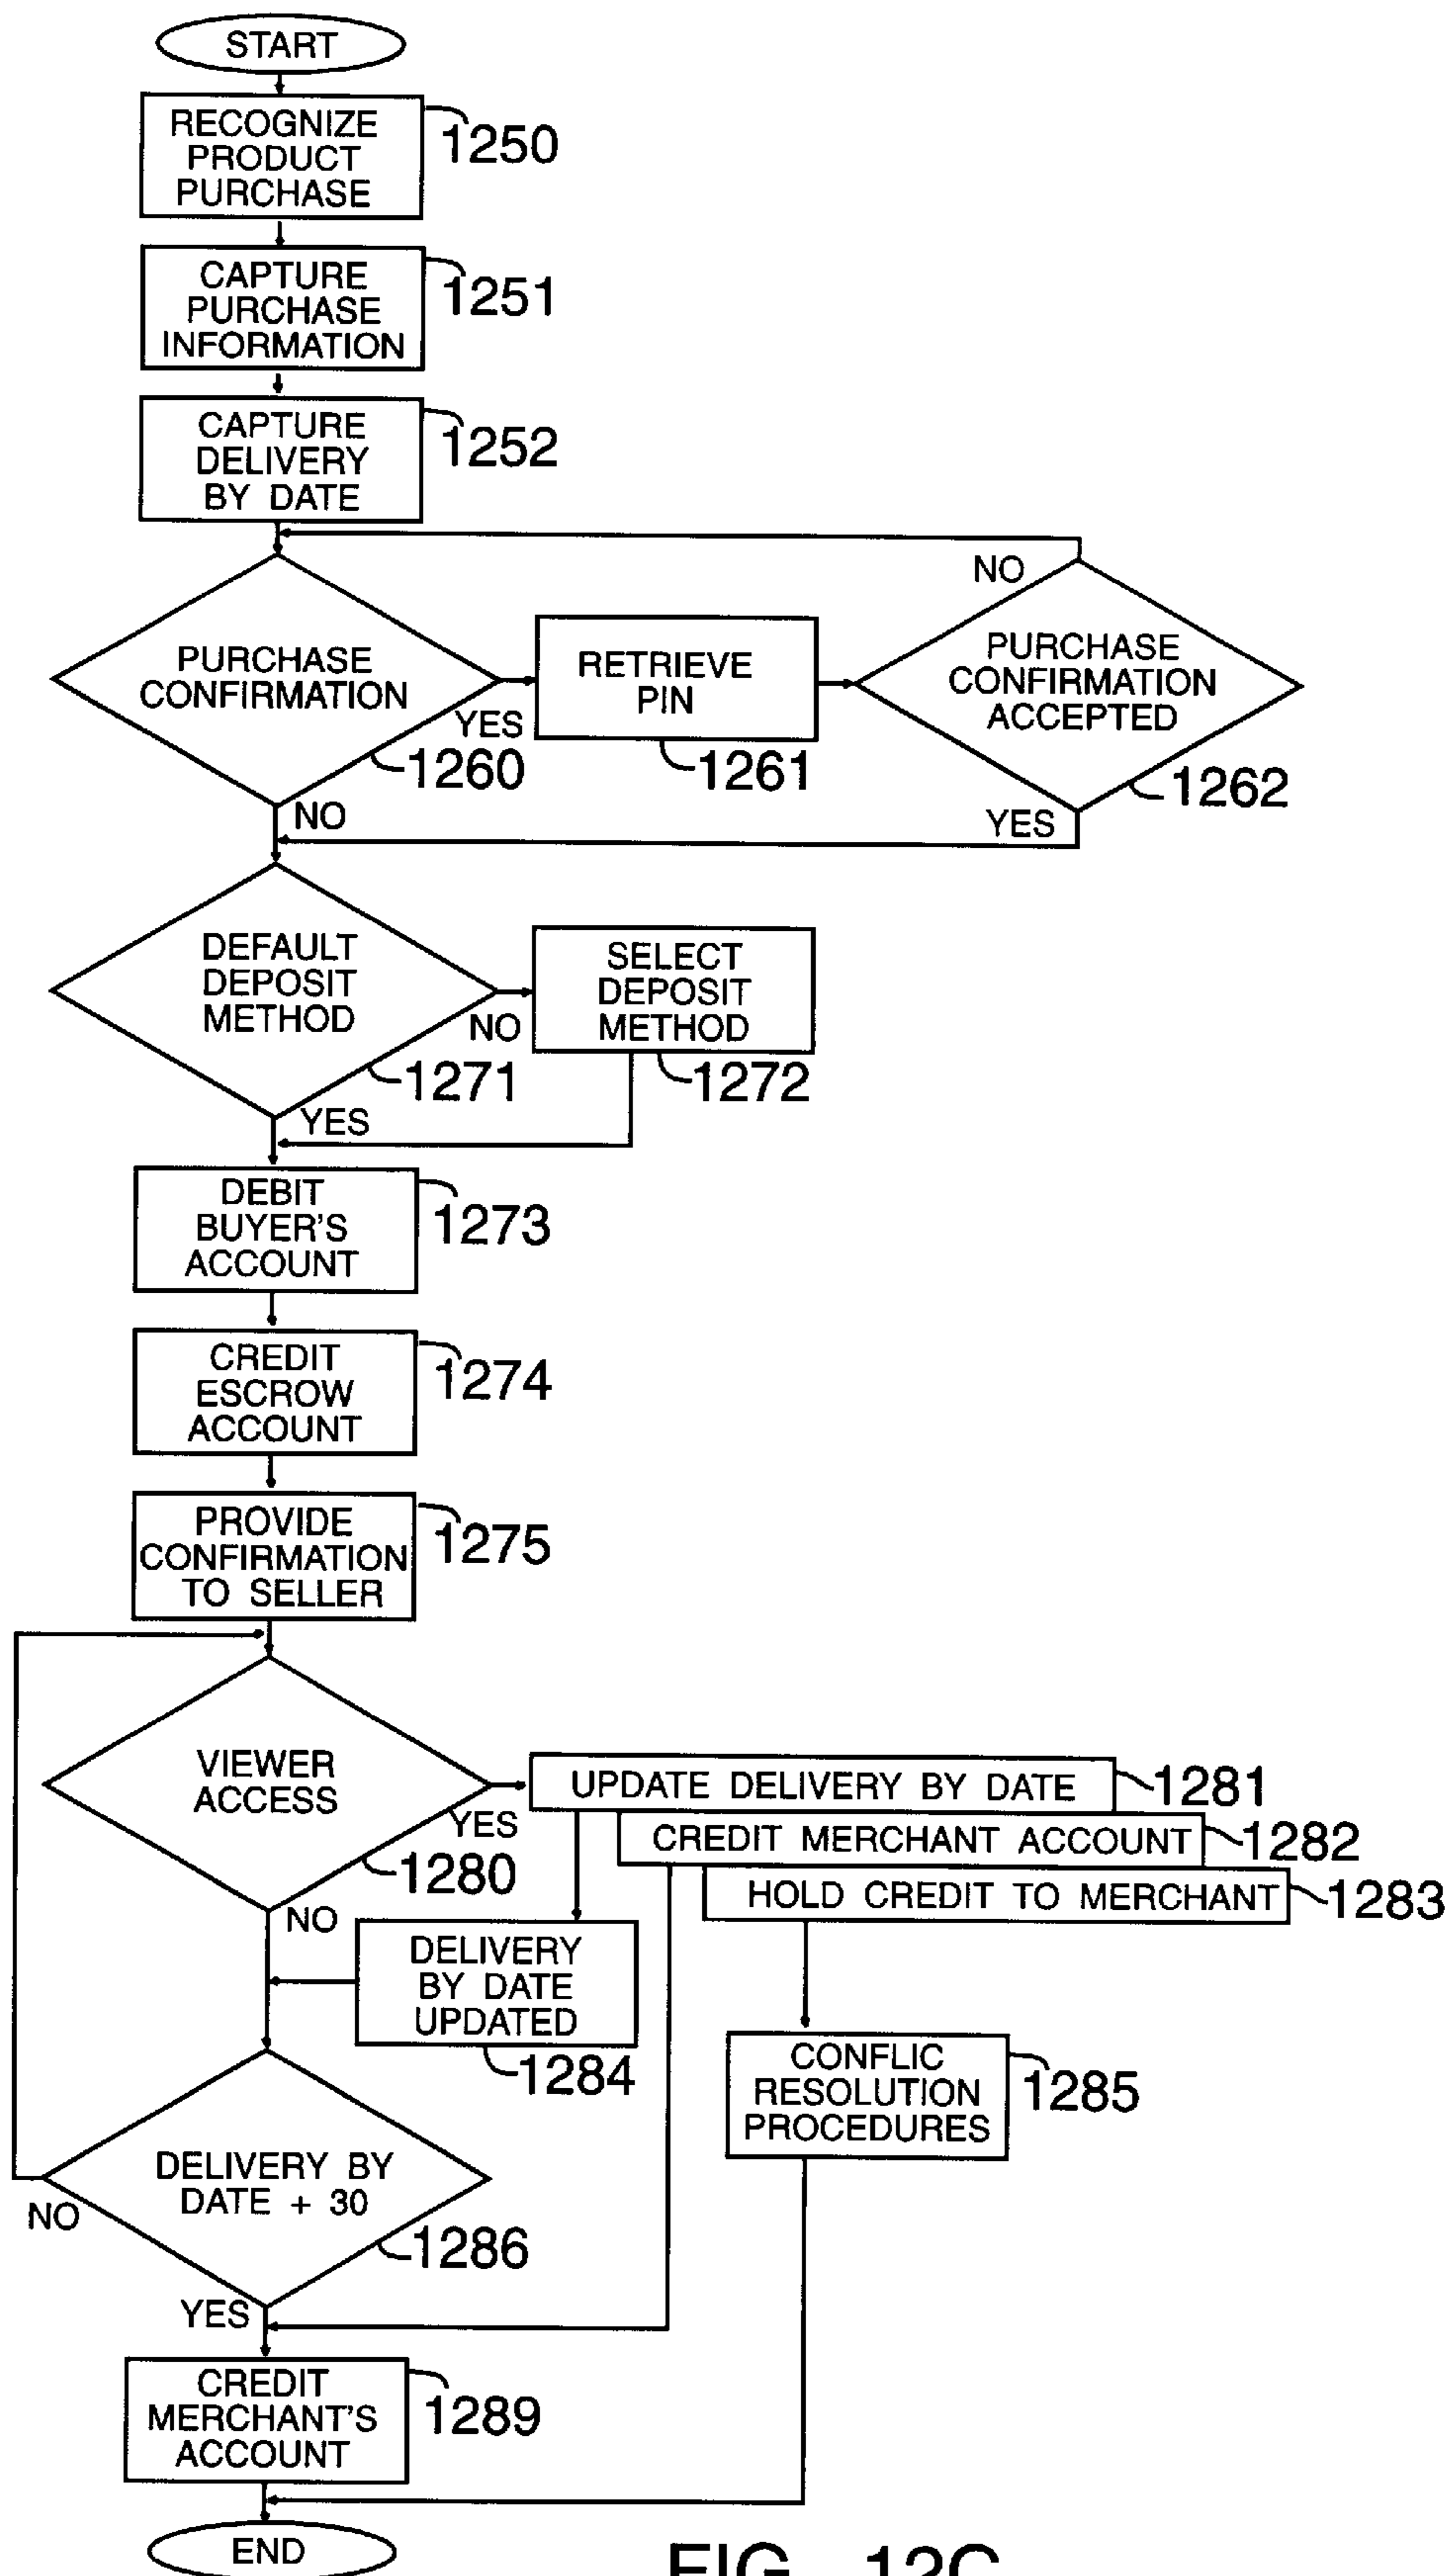 START
RECOGNIZE
PRODUCT
PURCHASE
1250
CAPTURE
PURCHASE
INFORMATION
1251
CAPTURE
DELIVERY
BY DATE
1252
PURCHASE
CONFIRMATION
YES
1260
NO
RETRIEVE
PIN
1261
NO
PURCHASE
CONFIRMATION
ACCEPTED
1262
YES
DEFAULT
DEPOSIT
METHOD
NO
1271
YES
SELECT
DEPOSIT
METHOD
1272
DEBIT
BUYER'S
ACCOUNT
1273
CREDIT
ESCROW
ACCOUNT
1274
PROVIDE
CONFIRMATION
TO SELLER
1275
VIEWER
ACCESS
YES
1280
NO
UPDATE DELIVERY BY DATE
1281
CREDIT MERCHANT ACCOUNT
1282
HOLD CREDIT TO MERCHANT
1283
DELIVERY
BY DATE
UPDATED
1284
CONFLIC
RESOLUTION
PROCEDURES
1285
DELIVERY BY
DATE + 30
NO
1286
YES
CREDIT
MERCHANT'S
ACCOUNT
1289
END
FIG. 12C